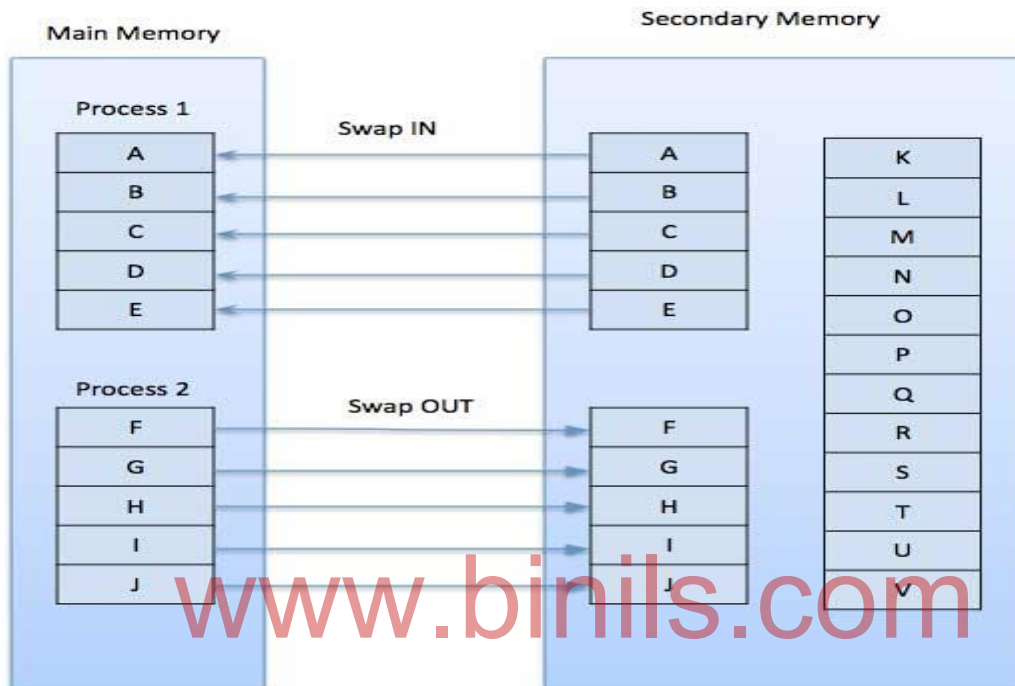 Main Memory
Secondary Memory
Process 1
Swap IN
A
B
C
D
E
A
B
C
D
E
Process 2
Swap OUT
F
G
H
I
J
F
G
H
I
J
K
L
M
N
O
P
Q
R
S
T
U
V
www.binils.com